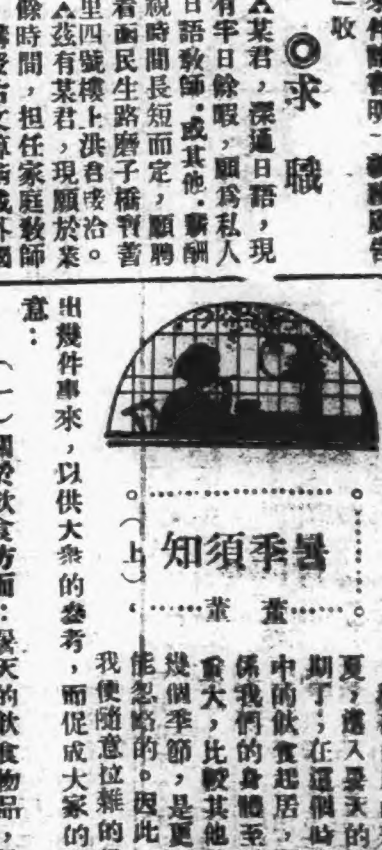 ◎求職
▲某君,深通日語,現
有半日餘暇,願爲私人
日語教師.或其他.薪酬
視時間長短而定,願聘
着函民生路磨子橋
里四號樓上洪君接洽。
▲茲有某君,現願於業
餘時間,担任家庭教師
暑季須知
(上)
夏,進入暑天的
期了;在這個時
中的飲食起居,
係我們的身體至
重大,比較其他
幾個季節,是更
能忽略的。因此
我便隨意拉雜的
出幾件事來,以供大衆的參考,而促成大家的
意:
(一)關於飲食方面:暑天的飲食物品,